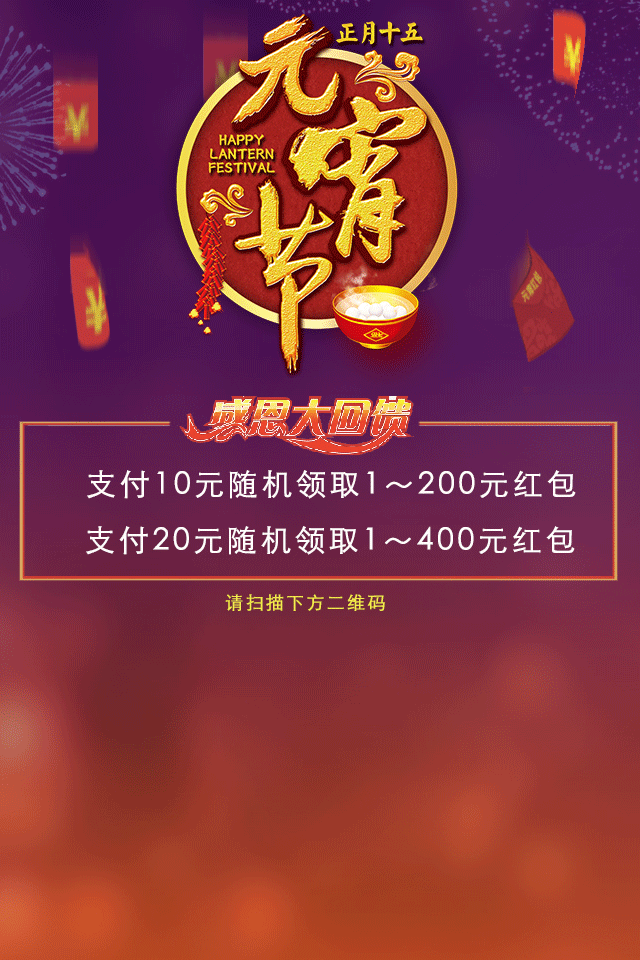 正月十五
元宵节
HAPPY
LANTERN
FESTIVAL
感恩大回馈
支付10元随机领取1～200元红包
支付20元随机领取1～400元红包
请扫描下方二维码